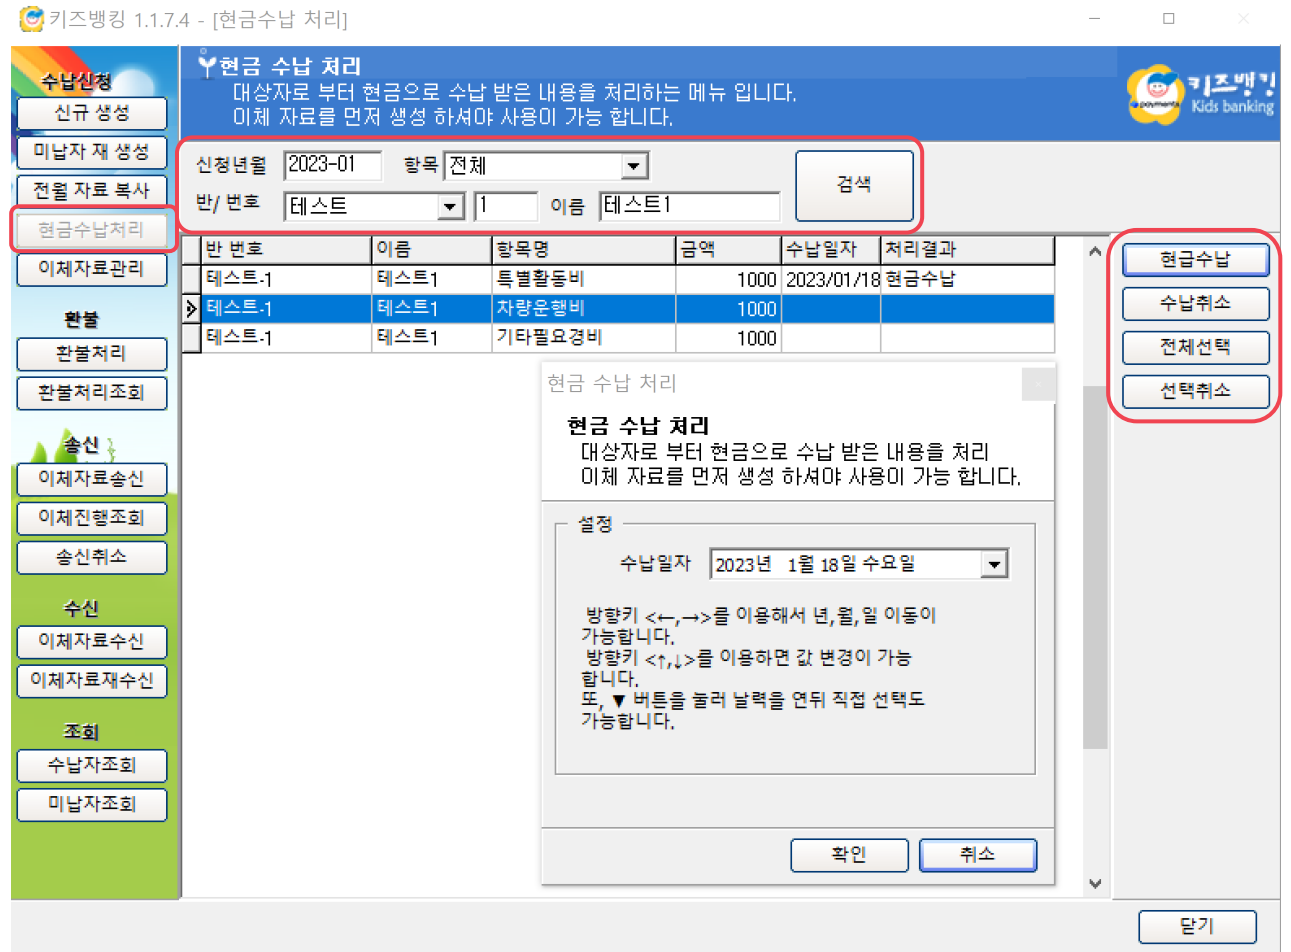 키즈뱅킹 1.1.7.4 - [현금수납 처리]
현금 수납 처리
대상자로 부터 현금으로 수납 받은 내용을 처리하는 메뉴 입니다.
이체 자료를 먼저 생성 하셔야 사용이 가능 합니다.
키즈뱅킹
Kids banking
payments
수납신청
신규 생성
미납자 재 생성
전월 자료 복사
현금수납처리
이체자료관리
환불
환불처리
환불처리조회
송신
이체자료송신
이체진행조회
송신취소
수신
이체자료수신
이체자료재수신
조회
수납자조회
미납자조회
신청년월 2023-01 항목 전체
반/ 번호 테스트 1 이름 테스트1
검색
반 번호 이름 항목명 금액 수납일자 처리결과
테스트-1 테스트1 특별활동비 1000 2023/01/18 현금수납
테스트-1 테스트1 차량운행비 1000
테스트-1 테스트1 기타필요경비 1000
현금수납
수납취소
전체선택
선택취소
현금 수납 처리
현금 수납 처리
대상자로 부터 현금으로 수납 받은 내용을 처리
이체 자료를 먼저 생성 하셔야 사용이 가능 합니다.
설정
수납일자 2023년 1월 18일 수요일
방향키 <←,→>를 이용해서 년,월,일 이동이
가능합니다.
방향키 <↑,↓>를 이용하면 값 변경이 가능
합니다.
또, ▼ 버튼을 눌러 날력을 연뒤 직접 선택도
가능합니다.
확인
취소
닫기